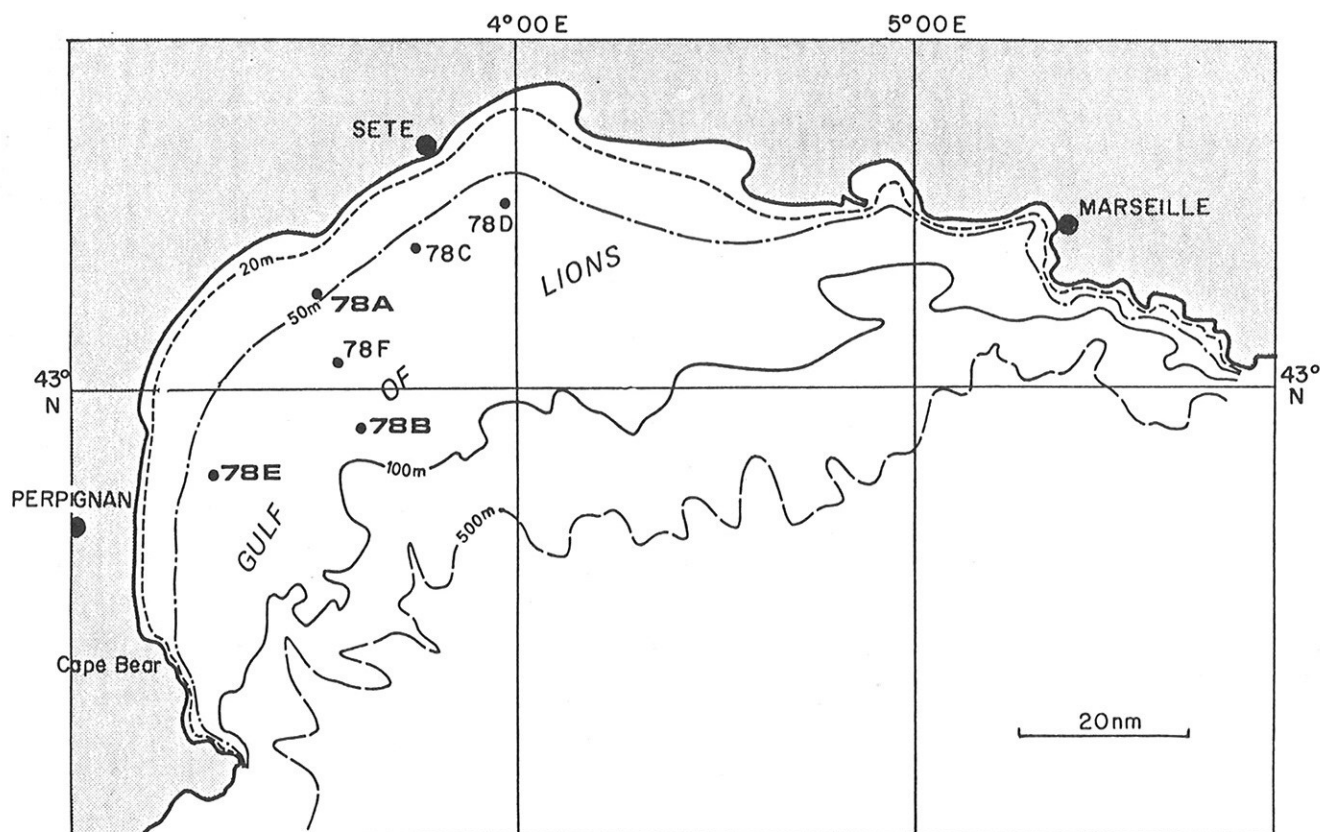 4°00E
5°00E
SETE
MARSEILLE
78D
78C
20m
LIONS
78A
50m
78F
43°
N
OF
43°
N
78B
100m
78E
PERPIGNAN
500m
GULF
Cape Bear
20nm